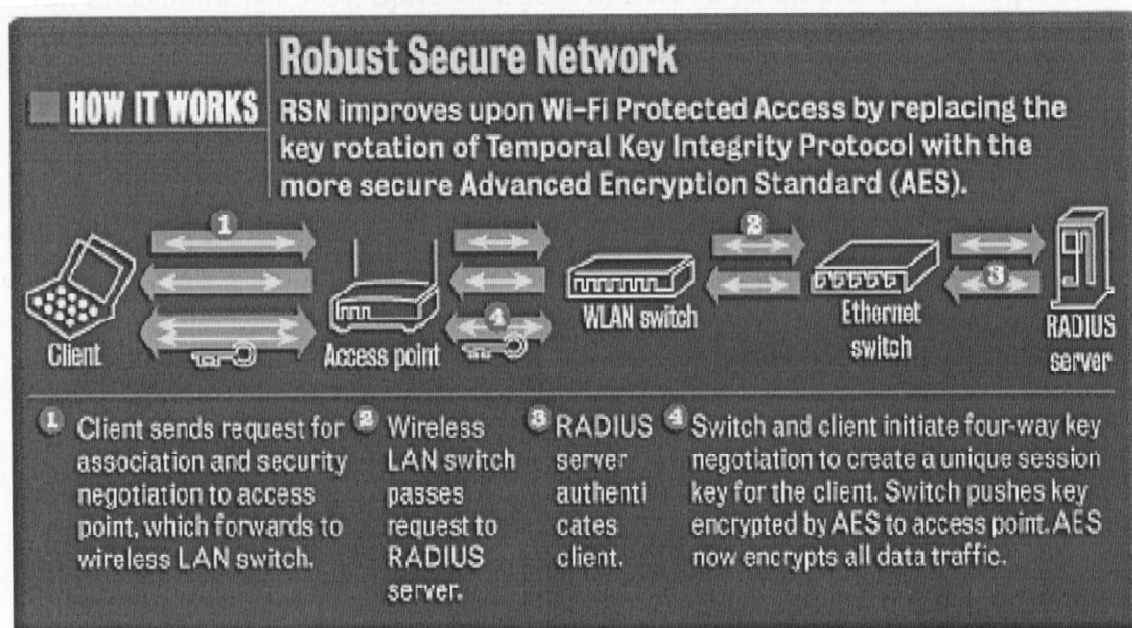 Robust Secure Network
HOW IT WORKS
RSN improves upon Wi-Fi Protected Access by replacing the
key rotation of Temporal Key Integrity Protocol with the
more secure Advanced Encryption Standard (AES).
1
2
3
4
Client
Access point
WLAN switch
Ethernet
switch
RADIUS
server
1 Client sends request for
association and security
negotiation to access
point, which forwards to
wireless LAN switch.
2 Wireless
LAN switch
passes
request to
RADIUS
server.
3 RADIUS
server
authenti
cates
client.
4 Switch and client initiate four-way key
negotiation to create a unique session
key for the client. Switch pushes key
encrypted by AES to access point. AES
now encrypts all data traffic.